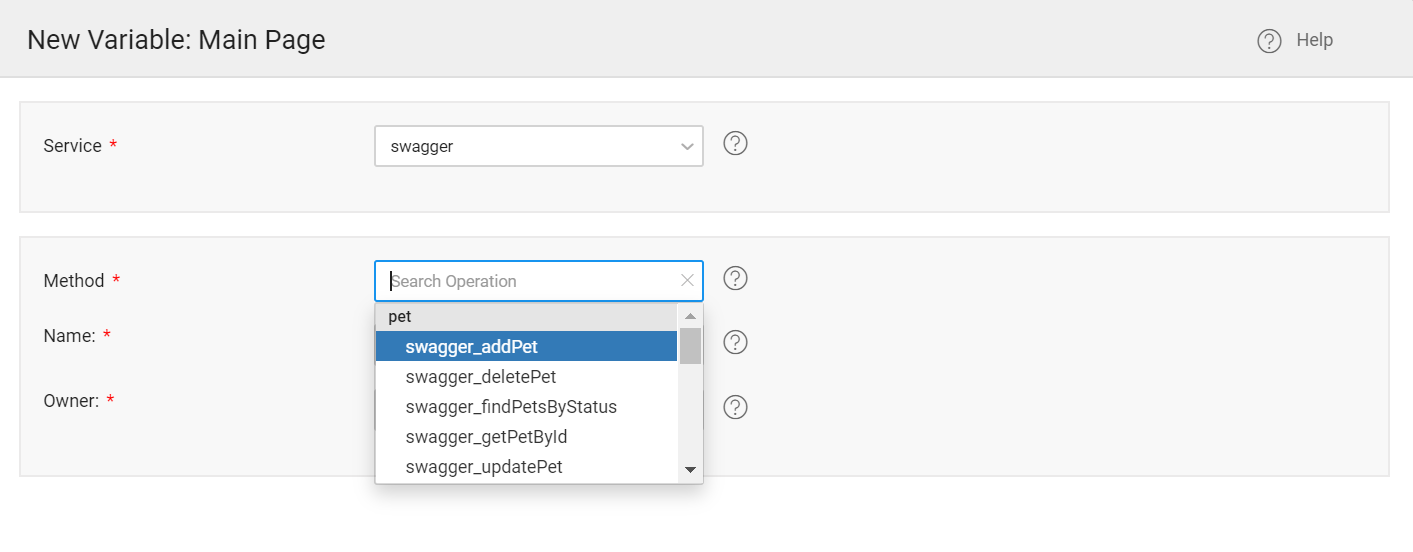 New Variable: Main Page
Help
Service *
swagger
Method *
Search Operation
pet
Name: *
swagger_addPet
swagger_deletePet
Owner: *
swagger_findPetsByStatus
swagger_getPetById
swagger_updatePet